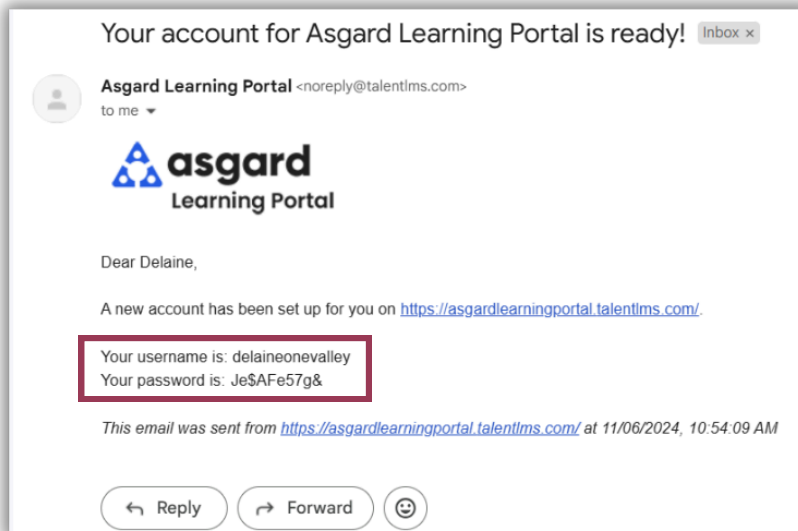 Your account for Asgard Learning Portal is ready! Inbox ×
Asgard Learning Portal <noreply@talentlms.com>
to me
asgard
Learning Portal
Dear Delaine,
A new account has been set up for you on https://asgardlearningportal.talentlms.com/.
Your username is: delaineonevalley
Your password is: Je$AFe57g&
This email was sent from https://asgardlearningportal.talentlms.com/ at 11/06/2024, 10:54:09 AM
Reply Forward